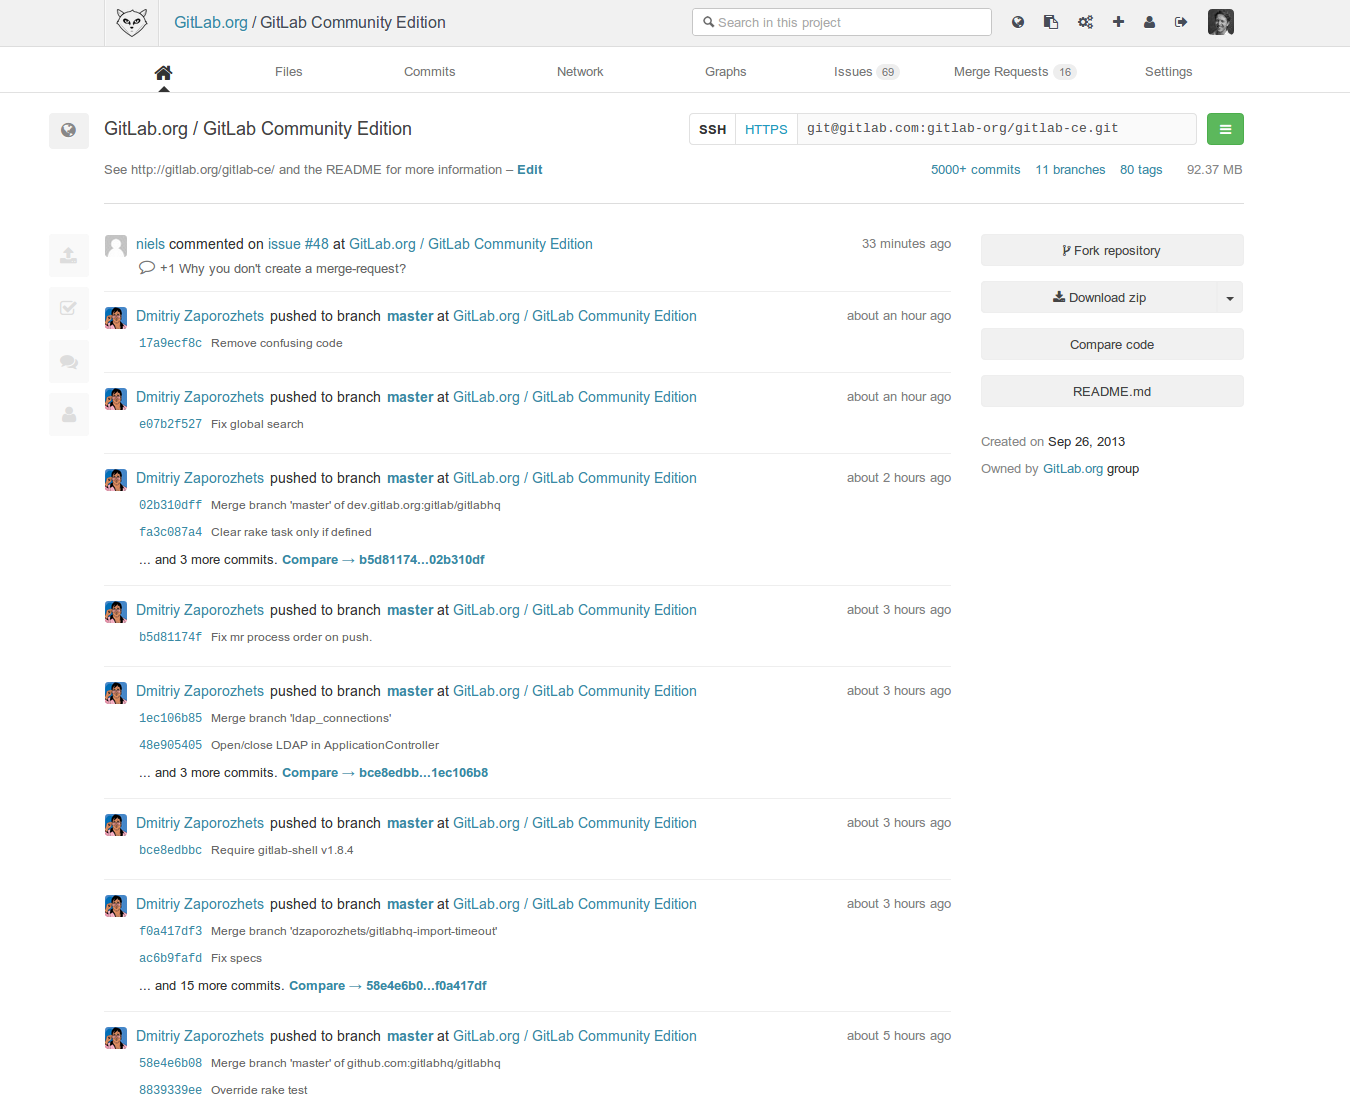 GitLab.org / GitLab Community Edition
Search in this project
Files Commits Network Graphs Issues 69 Merge Requests 16 Settings
GitLab.org / GitLab Community Edition
SSH HTTPS git@gitlab.com:gitlab-org/gitlab-ce.git
See http://gitlab.org/gitlab-ce/ and the README for more information – Edit
5000+ commits 11 branches 80 tags 92.37 MB
niels commented on issue #48 at GitLab.org / GitLab Community Edition 33 minutes ago
+1 Why you don't create a merge-request?
Dmitriy Zaporozhets pushed to branch master at GitLab.org / GitLab Community Edition about an hour ago
17a9ecf8c Remove confusing code
Dmitriy Zaporozhets pushed to branch master at GitLab.org / GitLab Community Edition about an hour ago
e07b2f527 Fix global search
Dmitriy Zaporozhets pushed to branch master at GitLab.org / GitLab Community Edition about 2 hours ago
02b310dff Merge branch 'master' of dev.gitlab.org:gitlab/gitlabhq
fa3c087a4 Clear rake task only if defined
... and 3 more commits. Compare → b5d81174...02b310df
Dmitriy Zaporozhets pushed to branch master at GitLab.org / GitLab Community Edition about 3 hours ago
b5d81174f Fix mr process order on push.
Dmitriy Zaporozhets pushed to branch master at GitLab.org / GitLab Community Edition about 3 hours ago
1ec106b85 Merge branch 'ldap_connections'
48e905405 Open/close LDAP in ApplicationController
... and 3 more commits. Compare → bce8edbb...1ec106b8
Dmitriy Zaporozhets pushed to branch master at GitLab.org / GitLab Community Edition about 3 hours ago
bce8edbbc Require gitlab-shell v1.8.4
Dmitriy Zaporozhets pushed to branch master at GitLab.org / GitLab Community Edition about 3 hours ago
f0a417df3 Merge branch 'dzaporozhets/gitlabhq-import-timeout'
ac6b9fafd Fix specs
... and 15 more commits. Compare → 58e4e6b0...f0a417df
Dmitriy Zaporozhets pushed to branch master at GitLab.org / GitLab Community Edition about 5 hours ago
58e4e6b08 Merge branch 'master' of github.com:gitlabhq/gitlabhq
8839339ee Override rake test
Fork repository
Download zip
Compare code
README.md
Created on Sep 26, 2013
Owned by GitLab.org group